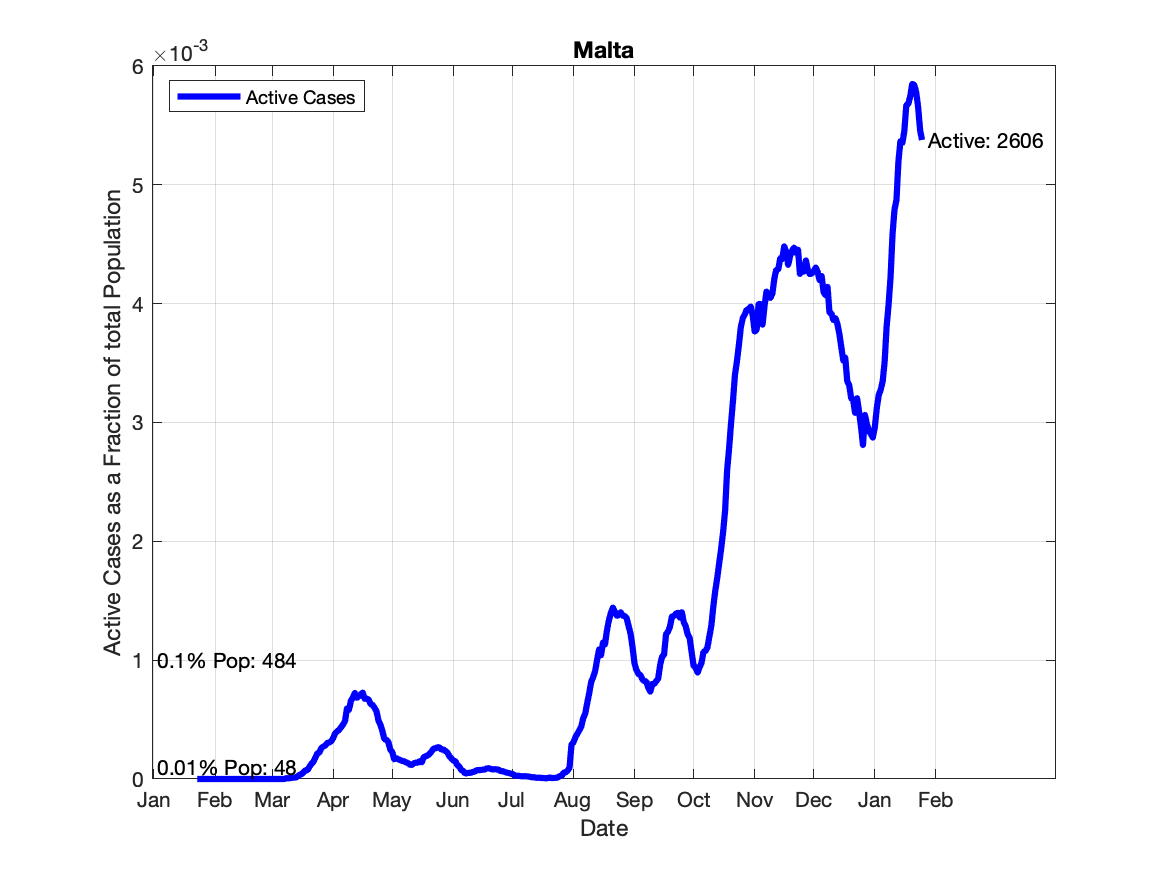 Malta
×10-3
Active Cases
Active: 2606
0.1% Pop: 484
0.01% Pop: 48
6
5
4
3
2
1
0
Active Cases as a Fraction of total Population
Jan Feb Mar Apr May Jun Jul Aug Sep Oct Nov Dec Jan Feb
Date